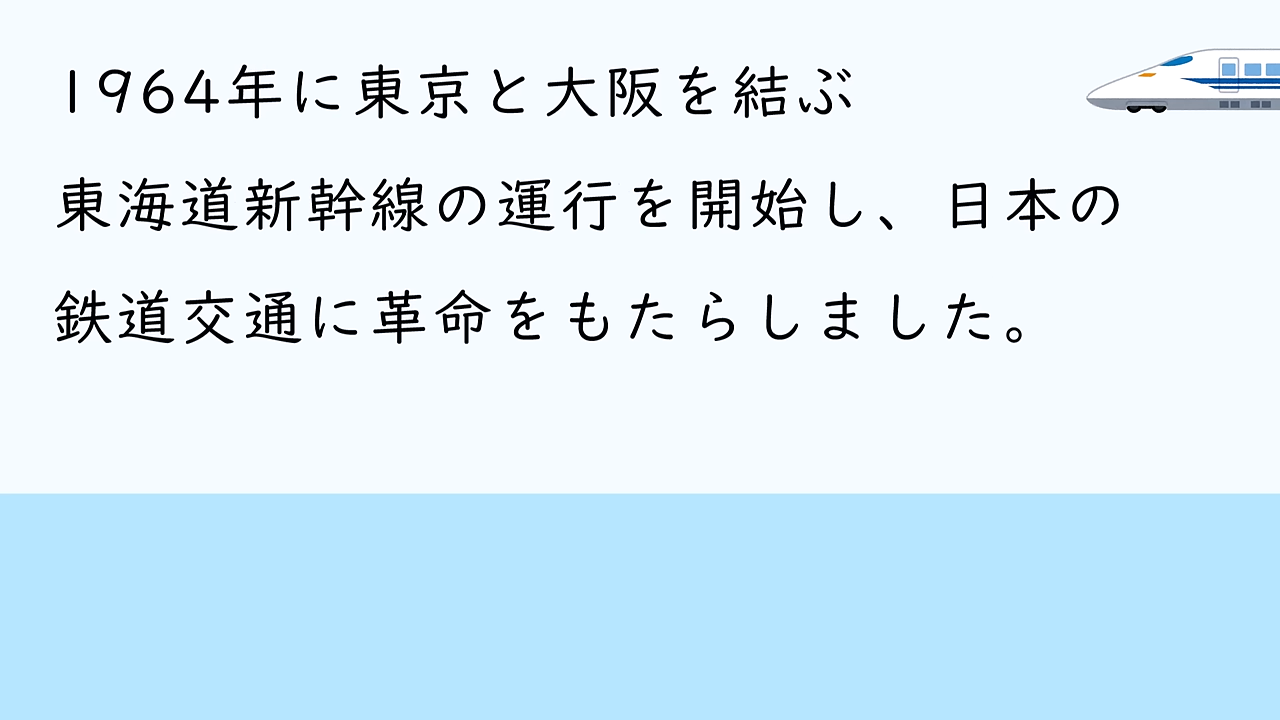 1964年に東京と大阪を結ぶ
東海道新幹線の運行を開始し、日本の
鉄道交通に革命をもたらしました。